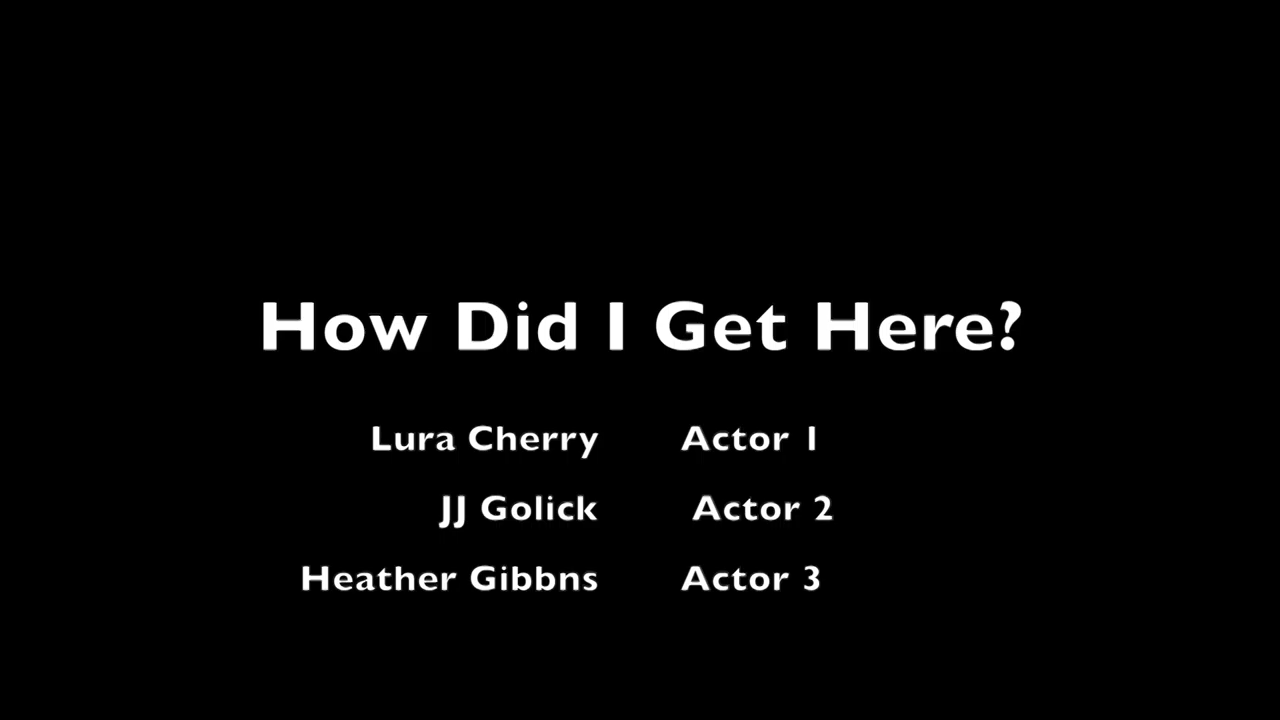 How Did I Get Here?
Lura Cherry Actor 1
JJ Golick Actor 2
Heather Gibbns Actor 3